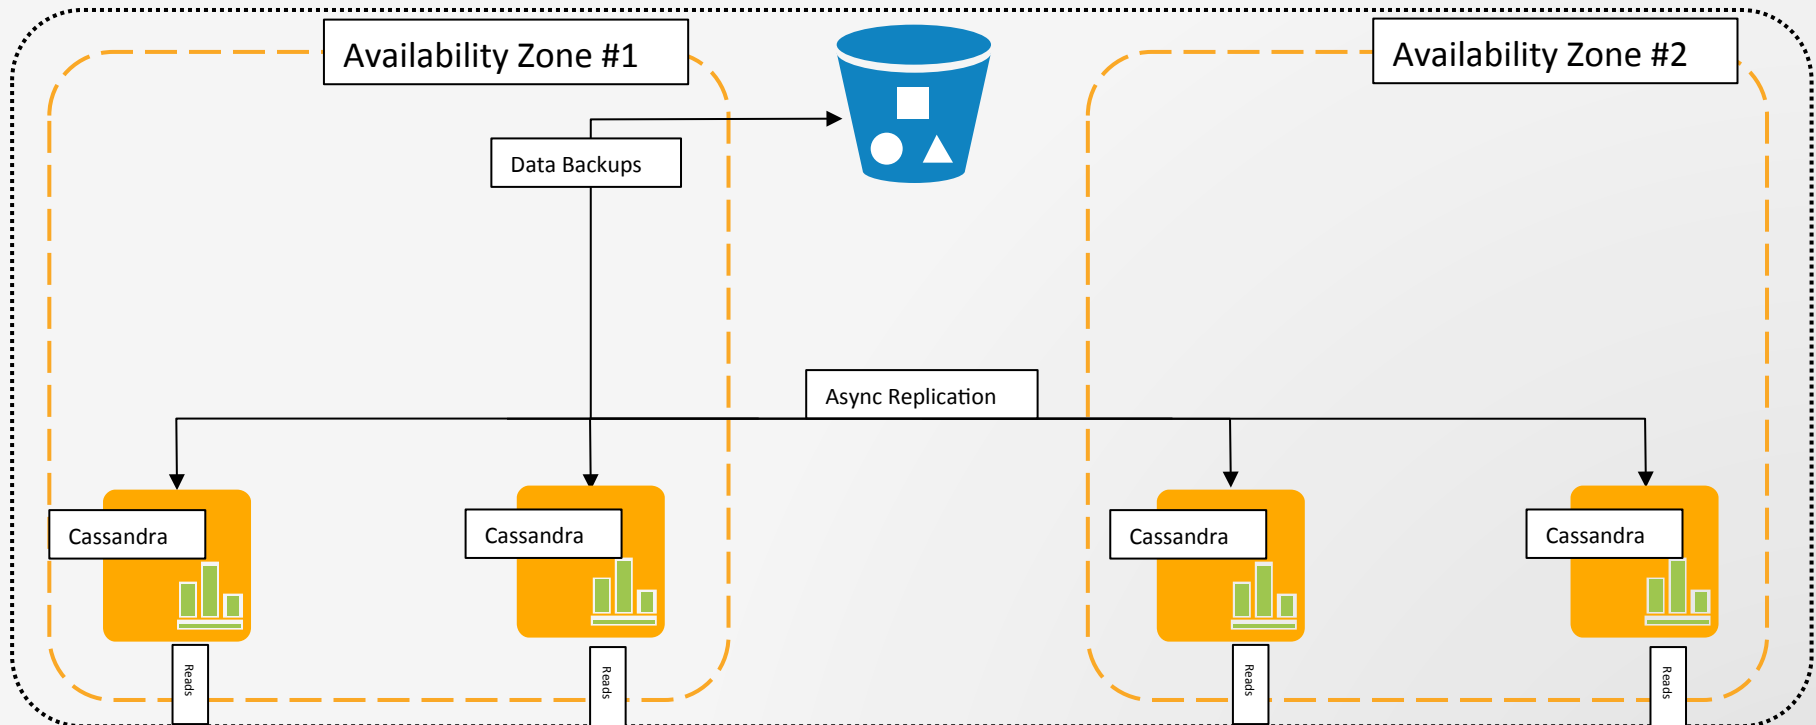 Availability Zone #1
Availability Zone #2
Data Backups
Async Replication
Cassandra
Cassandra
Cassandra
Cassandra
Reads
Reads
Reads
Reads